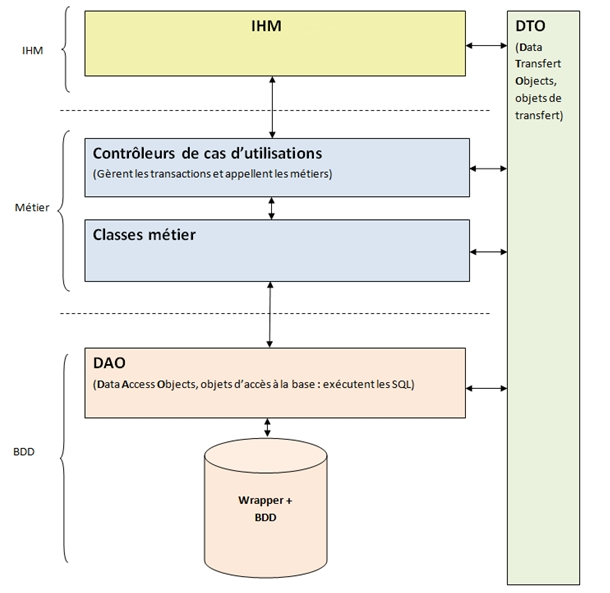 IHM
IHM
DTO
(Data
Transfert
Objects,
objets de
transfert)
Métier
Contrôleurs de cas d'utilisations
(Gèrent les transactions et appellent les métiers)
Classes métier
BDD
DAO
(Data Access Objects, objets d'accès à la base : exécutent les SQL)
Wrapper +
BDD